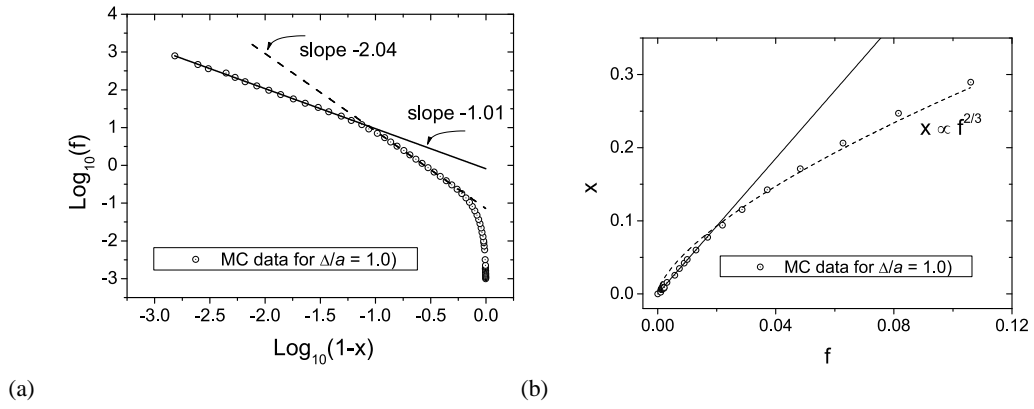 4
3
2
1
0
-1
-2
-3
Log10(f)
slope -2.04
slope -1.01
MC data for Δ/a = 1.0)
-3.0 -2.5 -2.0 -1.5 -1.0 -0.5 0.0
Log10(1-x)
(a)
0.3
0.2
0.1
0.0
x
x ∝ f^2/3
MC data for Δ/a = 1.0)
0.00 0.04 0.08 0.12
f
(b)